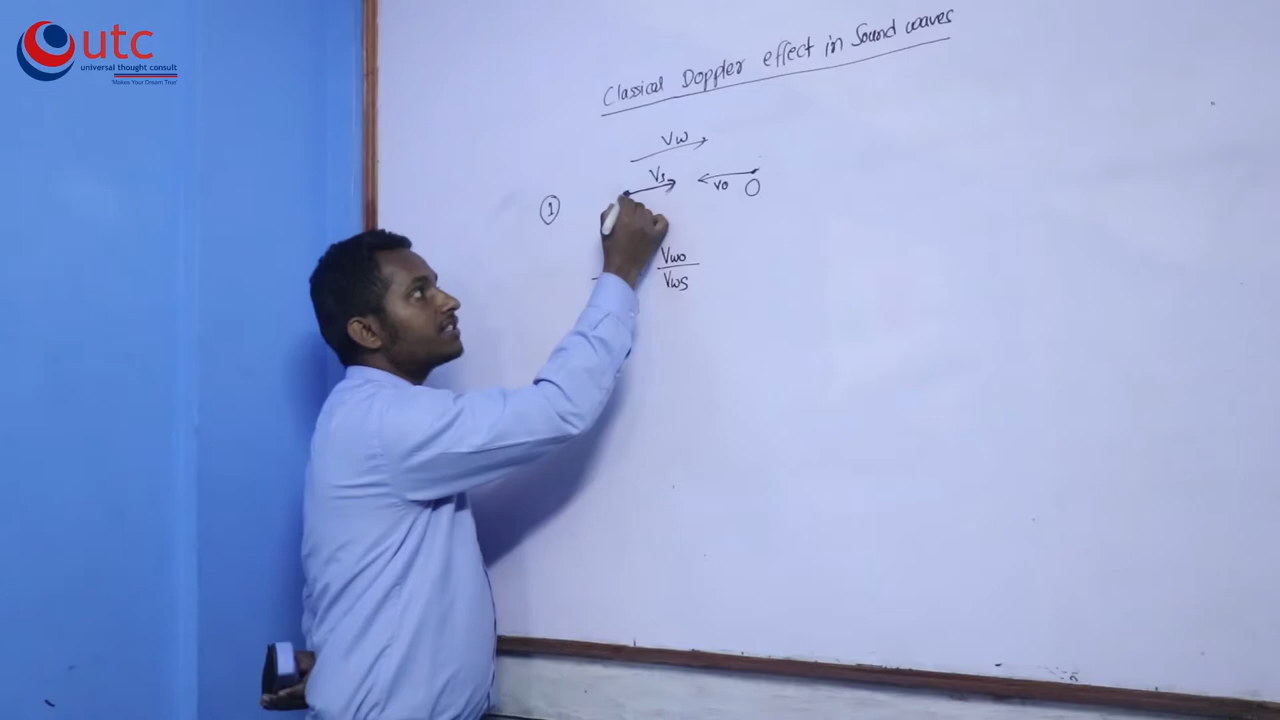 utc
universal thought consult
"Makes Your Dream True"
Classical Doppler effect in Sound waves
Vw
Vs
Vo
O
1
Vwo
Vws